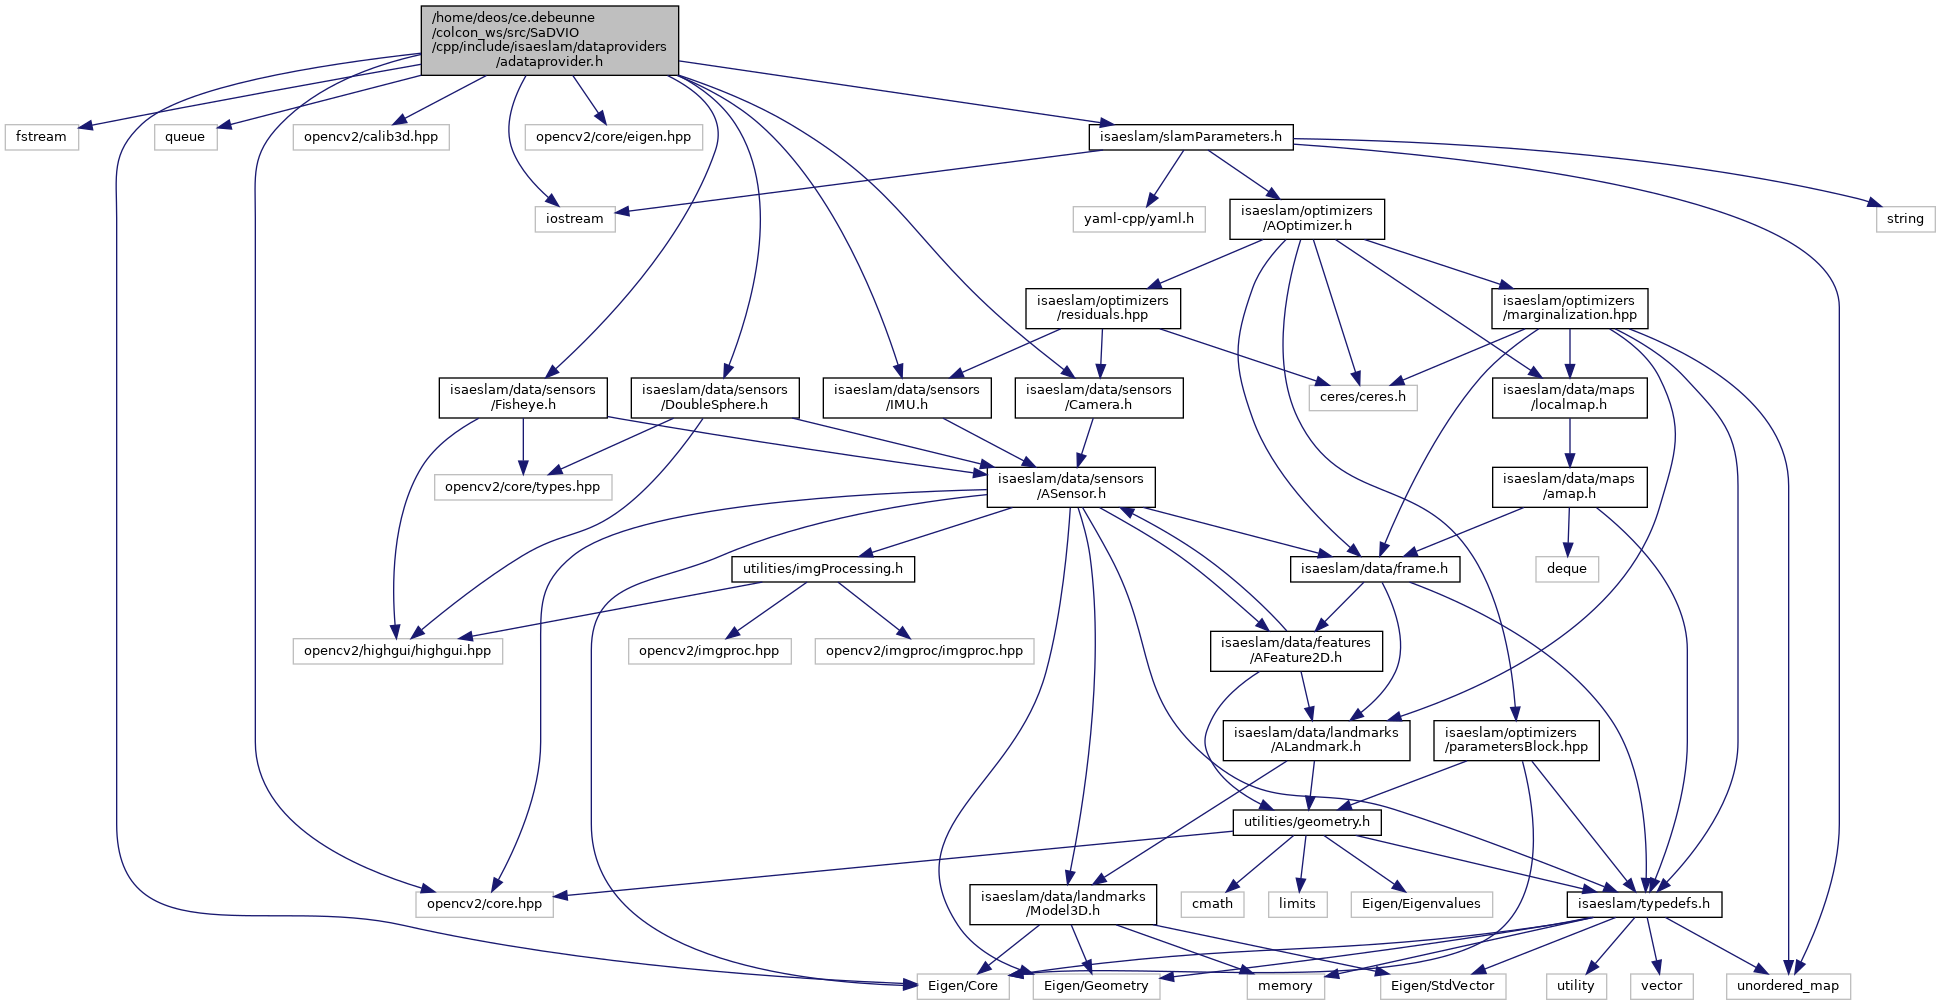 /home/deos/ce.debeunne
/colcon_ws/src/SaDVIO
/cpp/include/isaeslam/dataproviders
/adataprovider.h
fstream
queue
opencv2/calib3d.hpp
opencv2/core/eigen.hpp
isaeslam/slamParameters.h
iostream
yaml-cpp/yaml.h
isaeslam/optimizers
/AOptimizer.h
string
isaeslam/optimizers
/residuals.hpp
isaeslam/optimizers
/marginalization.hpp
isaeslam/data/sensors
/Fisheye.h
isaeslam/data/sensors
/DoubleSphere.h
isaeslam/data/sensors
/IMU.h
isaeslam/data/sensors
/Camera.h
ceres/ceres.h
isaeslam/data/maps
/localmap.h
opencv2/core/types.hpp
isaeslam/data/sensors
/ASensor.h
isaeslam/data/maps
/amap.h
utilities/imgProcessing.h
isaeslam/data/frame.h
deque
opencv2/highgui/highgui.hpp
opencv2/imgproc.hpp
opencv2/imgproc/imgproc.hpp
isaeslam/data/features
/AFeature2D.h
isaeslam/data/landmarks
/ALandmark.h
isaeslam/optimizers
/parametersBlock.hpp
utilities/geometry.h
opencv2/core.hpp
isaeslam/data/landmarks
/Model3D.h
cmath
limits
Eigen/Eigenvalues
isaeslam/typedefs.h
Eigen/Core
Eigen/Geometry
memory
Eigen/StdVector
utility
vector
unordered_map